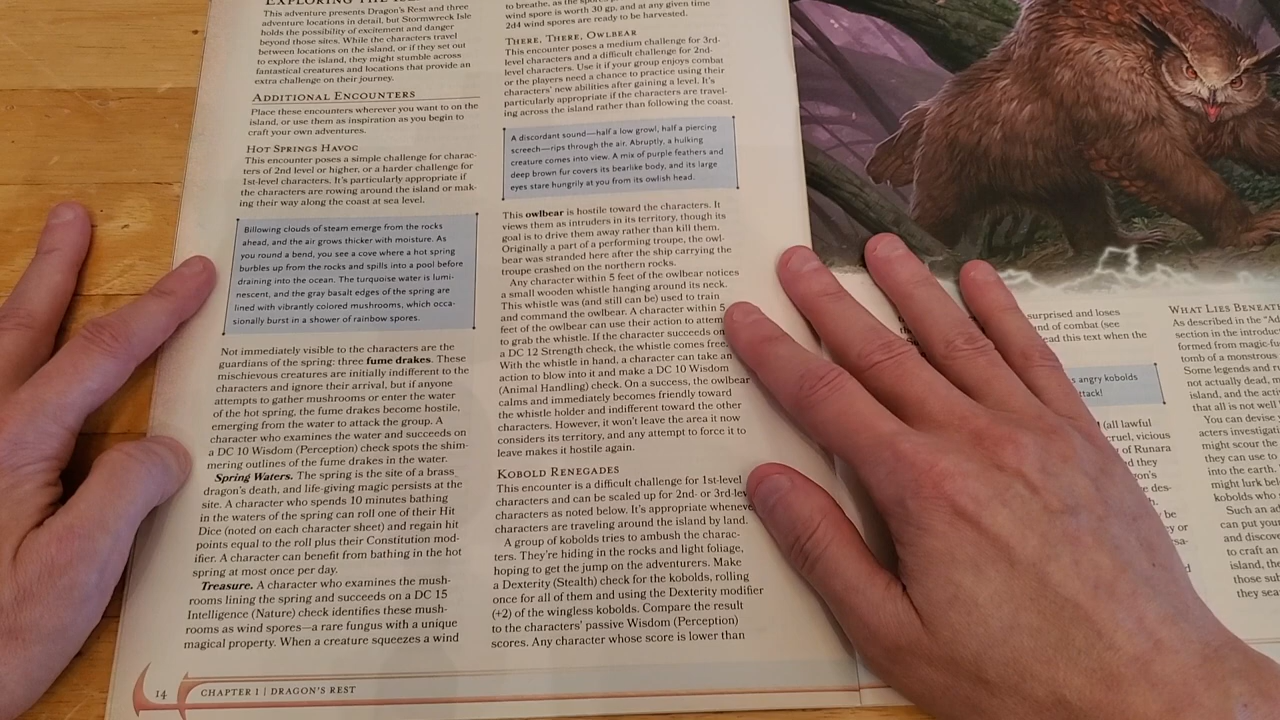 EXPLORING THE
This adventure presents Dragon's Rest and three
adventure locations in detail, but Stormwreck Isle
holds the possibility of excitement and danger
beyond those sites. While the characters travel
between locations on the island, or if they set out
to explore the island, they might stumble across
fantastical creatures and locations that provide an
extra challenge on their journey.
ADDITIONAL ENCOUNTERS
Place these encounters wherever you want to on the
island, or use them as inspiration as you begin to
craft your own adventures.
HOT SPRINGS HAVOC
This encounter poses a simple challenge for charac-
ters of 2nd level or higher, or a harder challenge for
1st-level characters. It's particularly appropriate if
the characters are rowing around the island or mak-
ing their way along the coast at sea level.
Billowing clouds of steam emerge from the rocks
ahead, and the air grows thicker with moisture. As
you round a bend, you see a cove where a hot spring
burbles up from the rocks and spills into a pool before
draining into the ocean. The turquoise water is lumi-
nescent, and the gray basalt edges of the spring are
lined with vibrantly colored mushrooms, which occa-
sionally burst in a shower of rainbow spores.
Not immediately visible to the characters are the
guardians of the spring: three fume drakes. These
mischievous creatures are initially indifferent to the
characters and ignore their arrival, but if anyone
attempts to gather mushrooms or enter the water
of the hot spring, the fume drakes become hostile,
emerging from the water to attack the group. A
character who examines the water and succeeds on
a DC 10 Wisdom (Perception) check spots the shim-
mering outlines of the fume drakes in the water.
Spring Waters. The spring is the site of a brass
dragon's death, and life-giving magic persists at the
site. A character who spends 10 minutes bathing
in the waters of the spring can roll one of their Hit
Dice (noted on each character sheet) and regain hit
points equal to the roll plus their Constitution mod-
ifier. A character can benefit from bathing in the hot
spring at most once per day.
Treasure. A character who examines the mush-
rooms lining the spring and succeeds on a DC 15
Intelligence (Nature) check identifies these mush-
rooms as wind spores—a rare fungus with a unique
magical property. When a creature squeezes a wind
to breathe, as the spores
wind spore is worth 30 gp, and at any given time
2d4 wind spores are ready to be harvested.
THERE, THERE, OWLBEAR
This encounter poses a medium challenge for 3rd-
level characters and a difficult challenge for 2nd-
level characters. Use it if your group enjoys combat
or the players need a chance to practice using their
characters' new abilities after gaining a level. It's
particularly appropriate if the characters are travel-
ing across the island rather than following the coast.
A discordant sound—half a low growl, half a piercing
screech—rips through the air. Abruptly, a hulking
creature comes into view. A mix of purple feathers and
deep brown fur covers its bearlike body, and its large
eyes stare hungrily at you from its owlish head.
This owlbear is hostile toward the characters. It
views them as intruders in its territory, though its
goal is to drive them away rather than kill them.
Originally a part of a performing troupe, the owl-
bear was stranded here after the ship carrying the
troupe crashed on the northern rocks.
Any character within 5 feet of the owlbear notices
a small wooden whistle hanging around its neck.
This whistle was (and still can be) used to train
and command the owlbear. A character within 5
feet of the owlbear can use their action to attem
to grab the whistle. If the character succeeds on
a DC 12 Strength check, the whistle comes free.
With the whistle in hand, a character can take an
action to blow into it and make a DC 10 Wisdom
(Animal Handling) check. On a success, the owlbear
calms and immediately becomes friendly toward
the whistle holder and indifferent toward the other
characters. However, it won't leave the area it now
considers its territory, and any attempt to force it to
leave makes it hostile again.
KOBOLD RENEGADES
This encounter is a difficult challenge for 1st-level
characters and can be scaled up for 2nd- or 3rd-lev
characters as noted below. It's appropriate wheneve
characters are traveling around the island by land.
A group of kobolds tries to ambush the charac-
ters. They're hiding in the rocks and light foliage,
hoping to get the jump on the adventurers. Make
a Dexterity (Stealth) check for the kobolds, rolling
once for all of them and using the Dexterity modifier
(+2) of the wingless kobolds. Compare the result
to the characters' passive Wisdom (Perception)
scores. Any character whose score is lower than
14 CHAPTER 1 | DRAGON'S REST
surprised and loses
nd of combat (see
ead this text when the
s angry kobolds
ttack!
(all lawful
cruel, vicious
of Runara
d they
gon's
des-
be
y or
-sa-
WHAT LIES BENEAT
As described in the "Ad
section in the introduc
formed from magic-fu
tomb of a monstrous
Some legends and ru
not actually dead, m
island, and the activ
that all is not well
You can devise
acters investigati
might scour the
they can use to
into the earth.
might lurk bel
kobolds who
Such an ad
can put your
and discove
to craft an
island, the
those sub
they sea